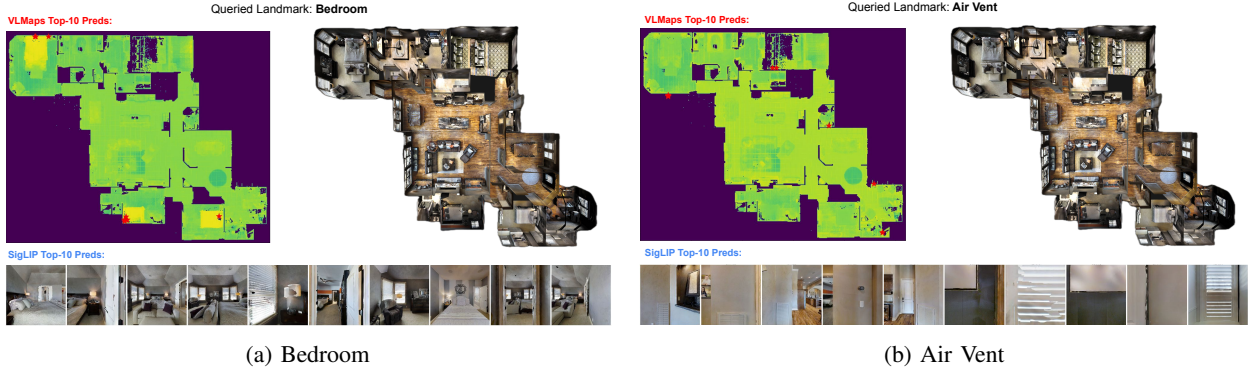 Queried Landmark: Bedroom
VLMaps Top-10 Preds:
SigLIP Top-10 Preds:
(a) Bedroom
Queried Landmark: Air Vent
VLMaps Top-10 Preds:
SigLIP Top-10 Preds:
(b) Air Vent